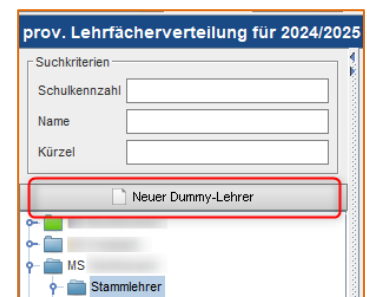 prov. Lehrfächerverteilung für 2024/2025
Suchkriterien
Schulkennzahl
Name
Kürzel
Neuer Dummy-Lehrer
MS
Stammlehrer